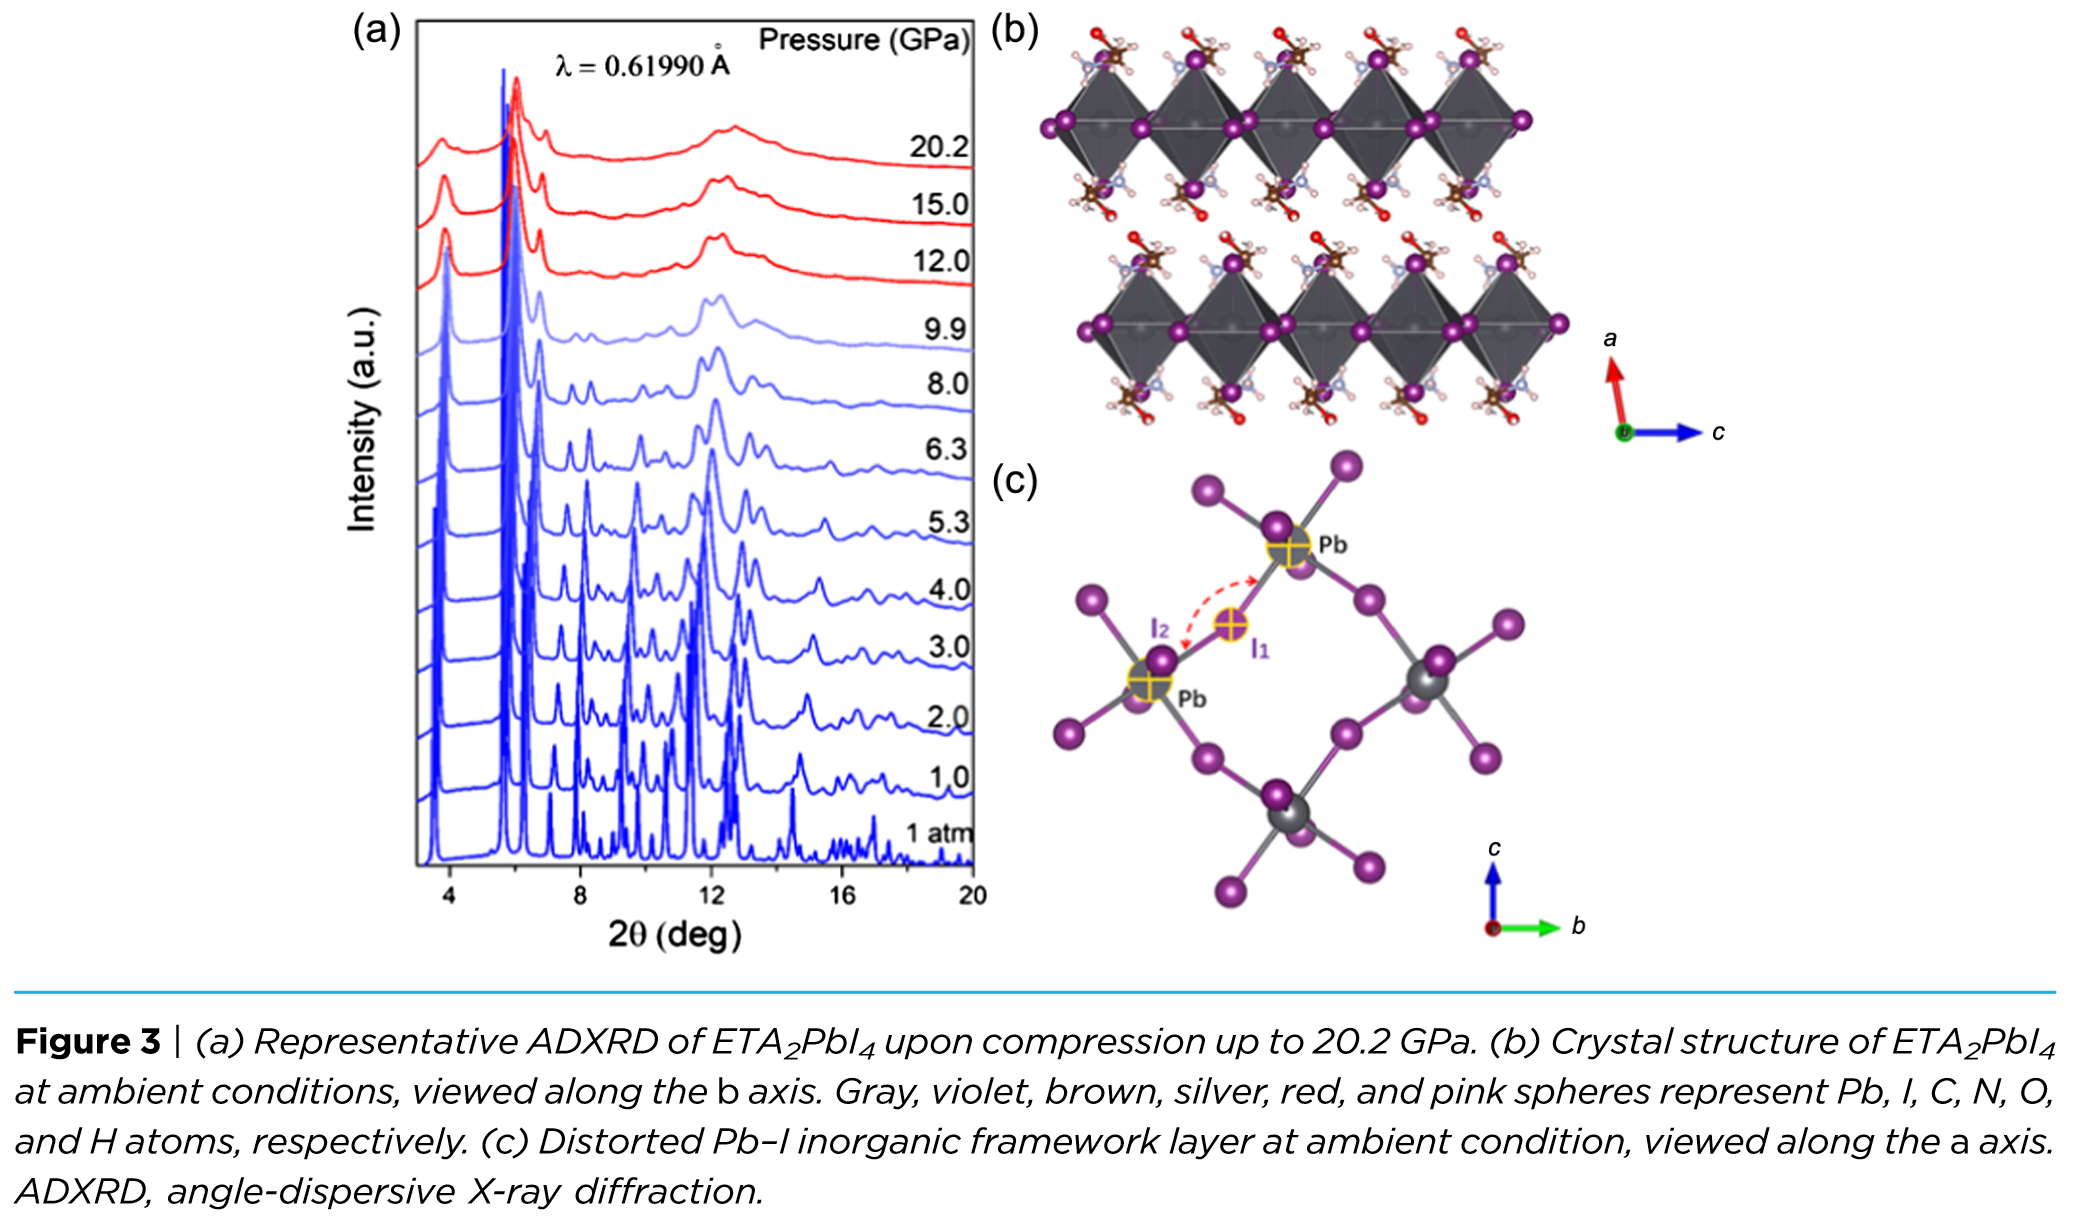 (a)
Pressure (GPa)
λ = 0.61990 Å
20.2
15.0
12.0
9.9
8.0
6.3
5.3
4.0
3.0
2.0
1.0
1 atm
Intensity (a.u.)
4 8 12 16 20
2θ (deg)
(b)
a
b
c
(c)
Pb
I2
I1
Pb
c
b
Figure 3 | (a) Representative ADXRD of ETA2PbI4 upon compression up to 20.2 GPa. (b) Crystal structure of ETA2PbI4
at ambient conditions, viewed along the b axis. Gray, violet, brown, silver, red, and pink spheres represent Pb, I, C, N, O,
and H atoms, respectively. (c) Distorted Pb–I inorganic framework layer at ambient condition, viewed along the a axis.
ADXRD, angle-dispersive X-ray diffraction.